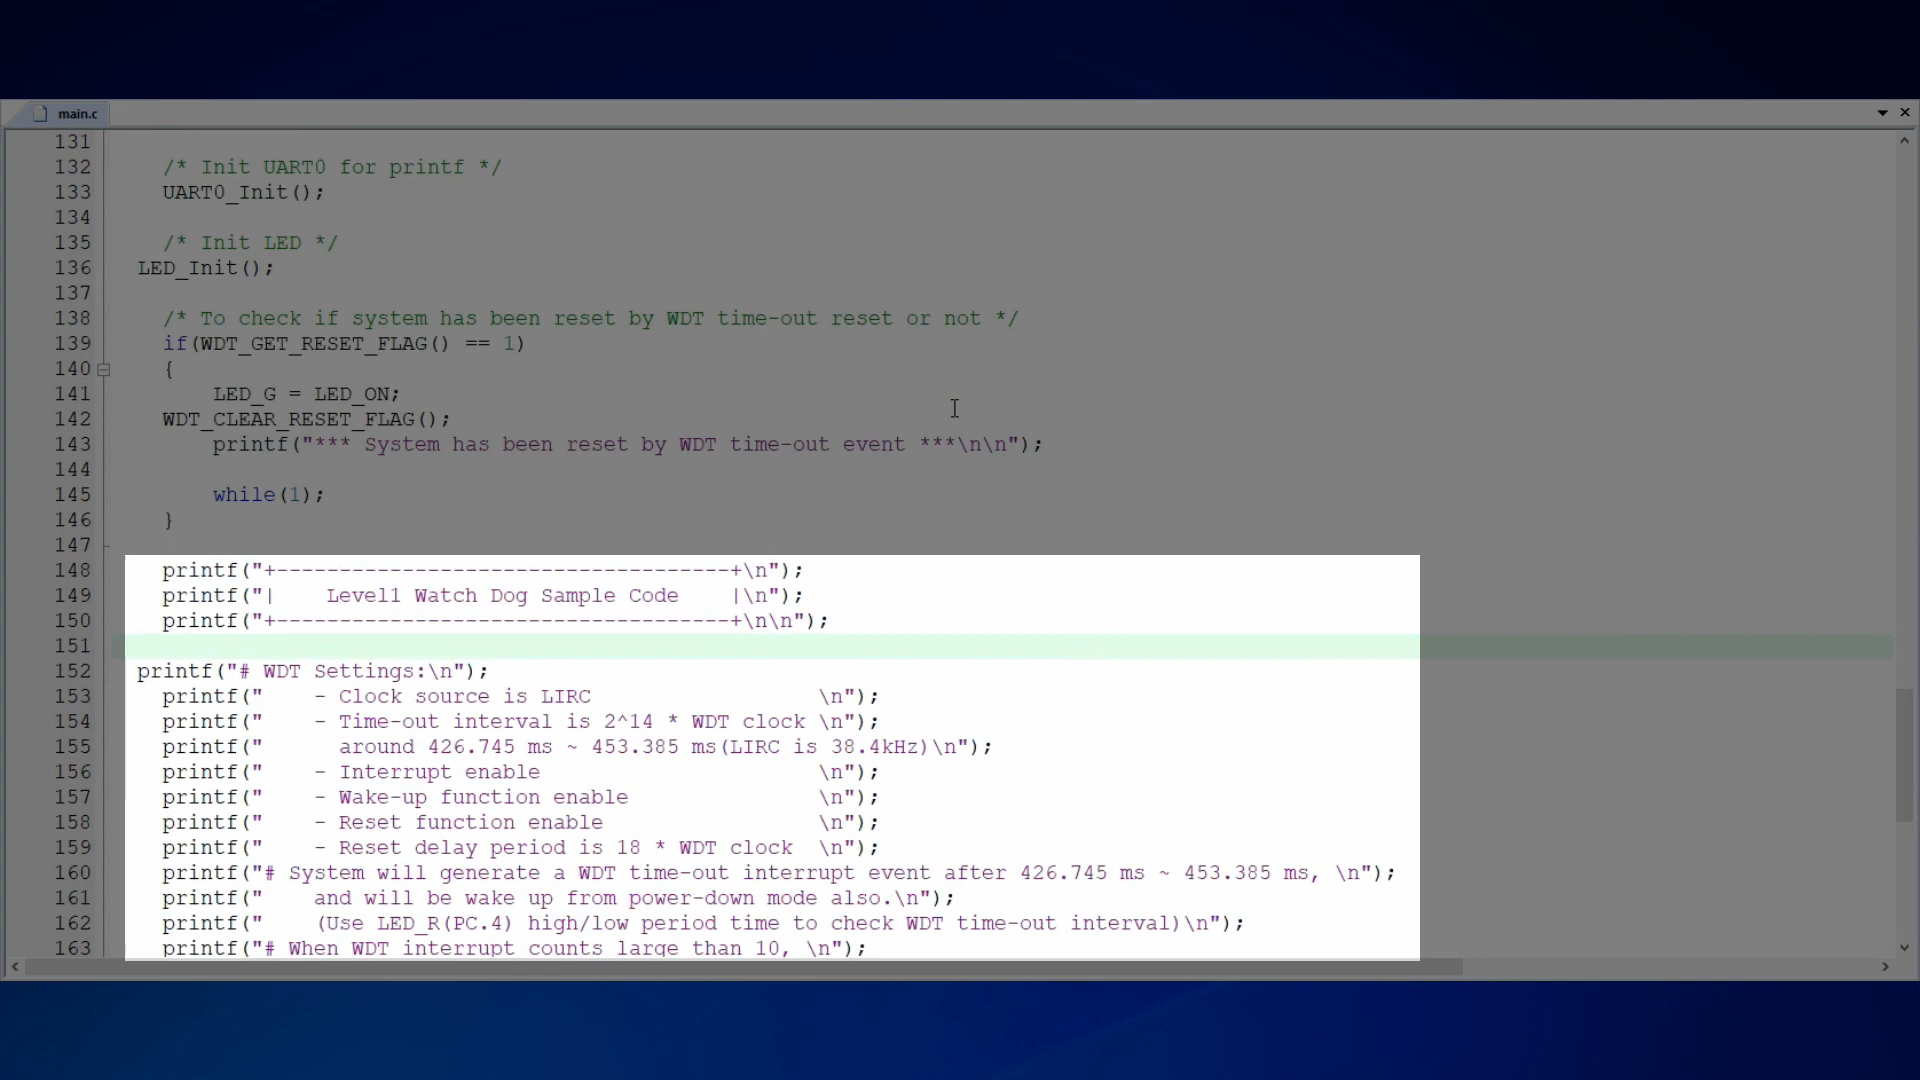 main.c
131
132     /* Init UART0 for printf */
133     UART0_Init();
134
135     /* Init LED */
136   LED_Init();
137
138     /* To check if system has been reset by WDT time-out reset or not */
139     if(WDT_GET_RESET_FLAG() == 1)
140     {
141         LED_G = LED_ON;
142     WDT_CLEAR_RESET_FLAG();
143         printf("*** System has been reset by WDT time-out event ***\n\n");
144
145         while(1);
146     }
147
148     printf("+------------------------------------+\n");
149     printf("|    Level1 Watch Dog Sample Code    |\n");
150     printf("+------------------------------------+\n\n");
151
152   printf("# WDT Settings:\n");
153     printf("    - Clock source is LIRC                  \n");
154     printf("    - Time-out interval is 2^14 * WDT clock \n");
155     printf("      around 426.745 ms ~ 453.385 ms(LIRC is 38.4kHz)\n");
156     printf("    - Interrupt enable                      \n");
157     printf("    - Wake-up function enable               \n");
158     printf("    - Reset function enable                 \n");
159     printf("    - Reset delay period is 18 * WDT clock  \n");
160     printf("# System will generate a WDT time-out interrupt event after 426.745 ms ~ 453.385 ms, \n");
161     printf("    and will be wake up from power-down mode also.\n");
162     printf("    (Use LED_R(PC.4) high/low period time to check WDT time-out interval)\n");
163     printf("# When WDT interrupt counts large than 10, \n");